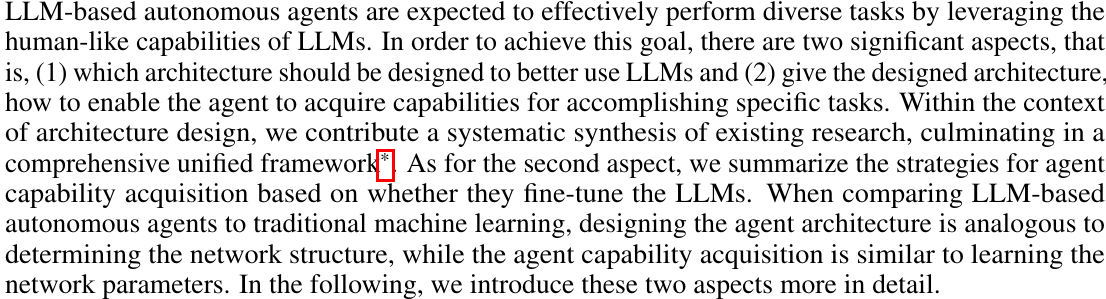 LLM-based autonomous agents are expected to effectively perform diverse tasks by leveraging the
human-like capabilities of LLMs. In order to achieve this goal, there are two significant aspects, that
is, (1) which architecture should be designed to better use LLMs and (2) give the designed architecture,
how to enable the agent to acquire capabilities for accomplishing specific tasks. Within the context
of architecture design, we contribute a systematic synthesis of existing research, culminating in a
comprehensive unified framework*. As for the second aspect, we summarize the strategies for agent
capability acquisition based on whether they fine-tune the LLMs. When comparing LLM-based
autonomous agents to traditional machine learning, designing the agent architecture is analogous to
determining the network structure, while the agent capability acquisition is similar to learning the
network parameters. In the following, we introduce these two aspects more in detail.